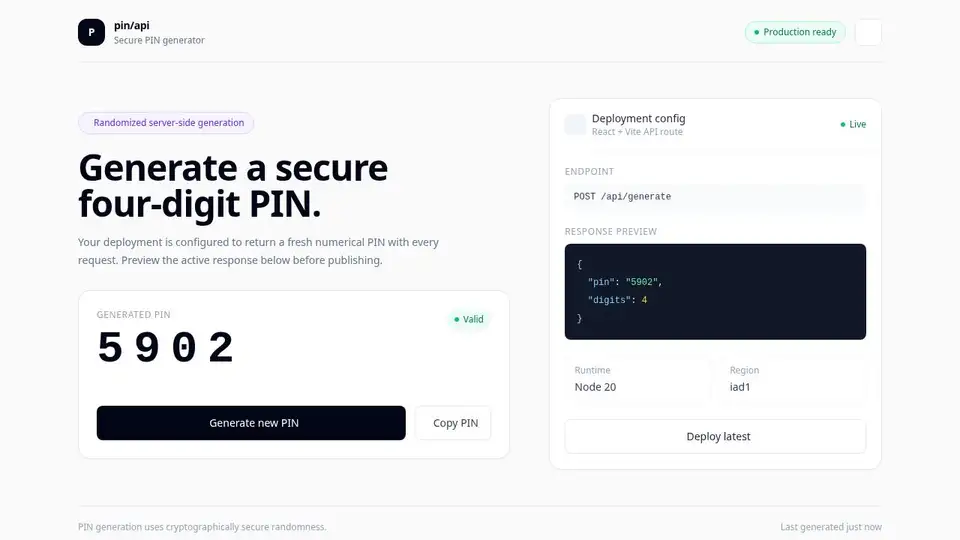 P
pin/api
Secure PIN generator
Production ready
Randomized server-side generation
Generate a secure
four-digit PIN.
Your deployment is configured to return a fresh numerical PIN with every
request. Preview the active response below before publishing.
GENERATED PIN
Valid
5902
Generate new PIN
Copy PIN
Deployment config
React + Vite API route
Live
ENDPOINT
POST /api/generate
RESPONSE PREVIEW
{
"pin": "5902",
"digits": 4
}
Runtime
Node 20
Region
iad1
Deploy latest
PIN generation uses cryptographically secure randomness.
Last generated just now